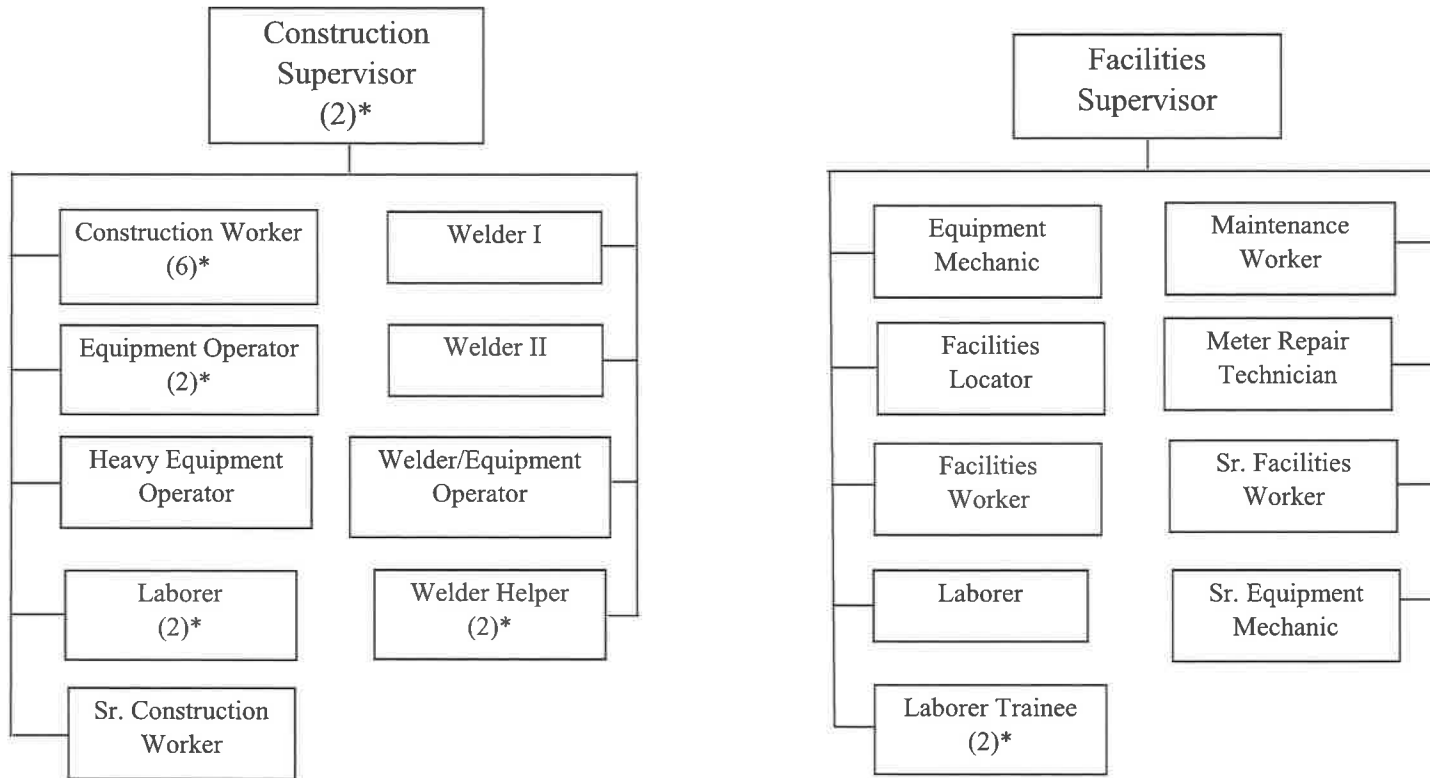 Construction
Supervisor
(2)*
Construction Worker
(6)*
Equipment Operator
(2)*
Heavy Equipment
Operator
Laborer
(2)*
Sr. Construction
Worker
Welder I
Welder II
Welder/Equipment
Operator
Welder Helper
(2)*
Facilities
Supervisor
Equipment
Mechanic
Facilities
Locator
Facilities
Worker
Laborer
Laborer Trainee
(2)*
Maintenance
Worker
Meter Repair
Technician
Sr. Facilities
Worker
Sr. Equipment
Mechanic